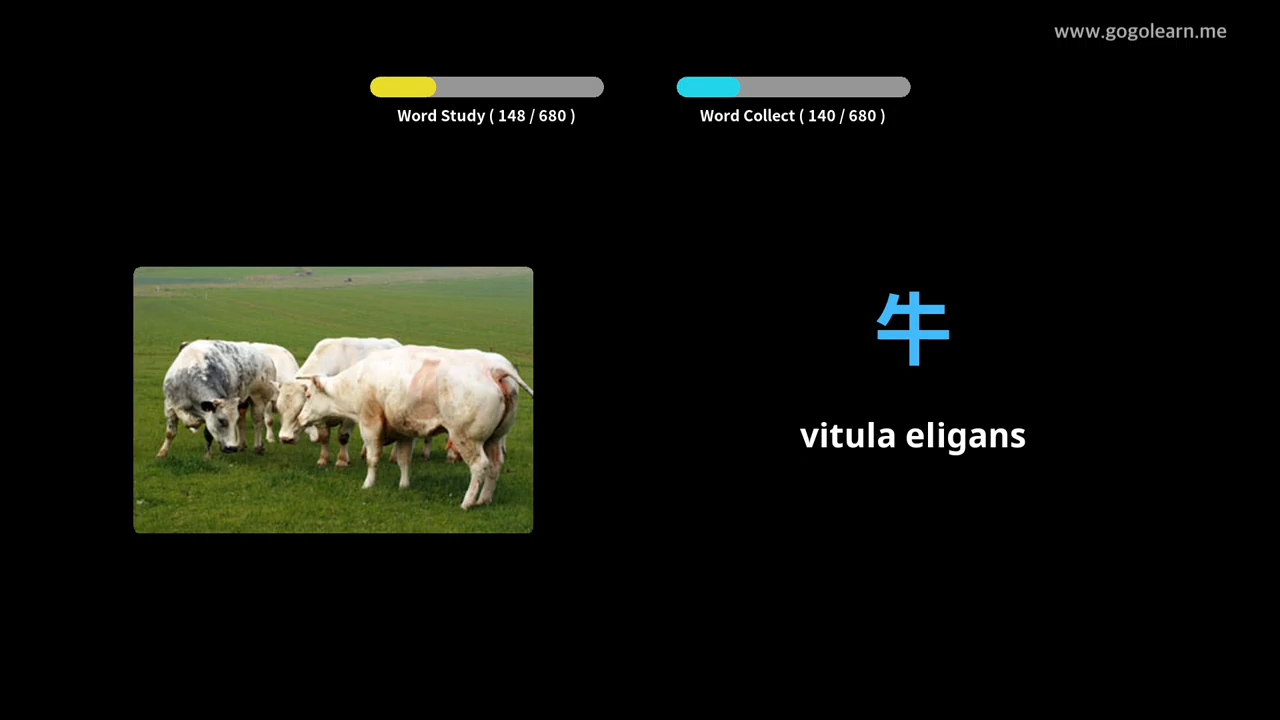 www.gogolearn.me
Word Study ( 148 / 680 )
Word Collect ( 140 / 680 )
牛
vitula eligans